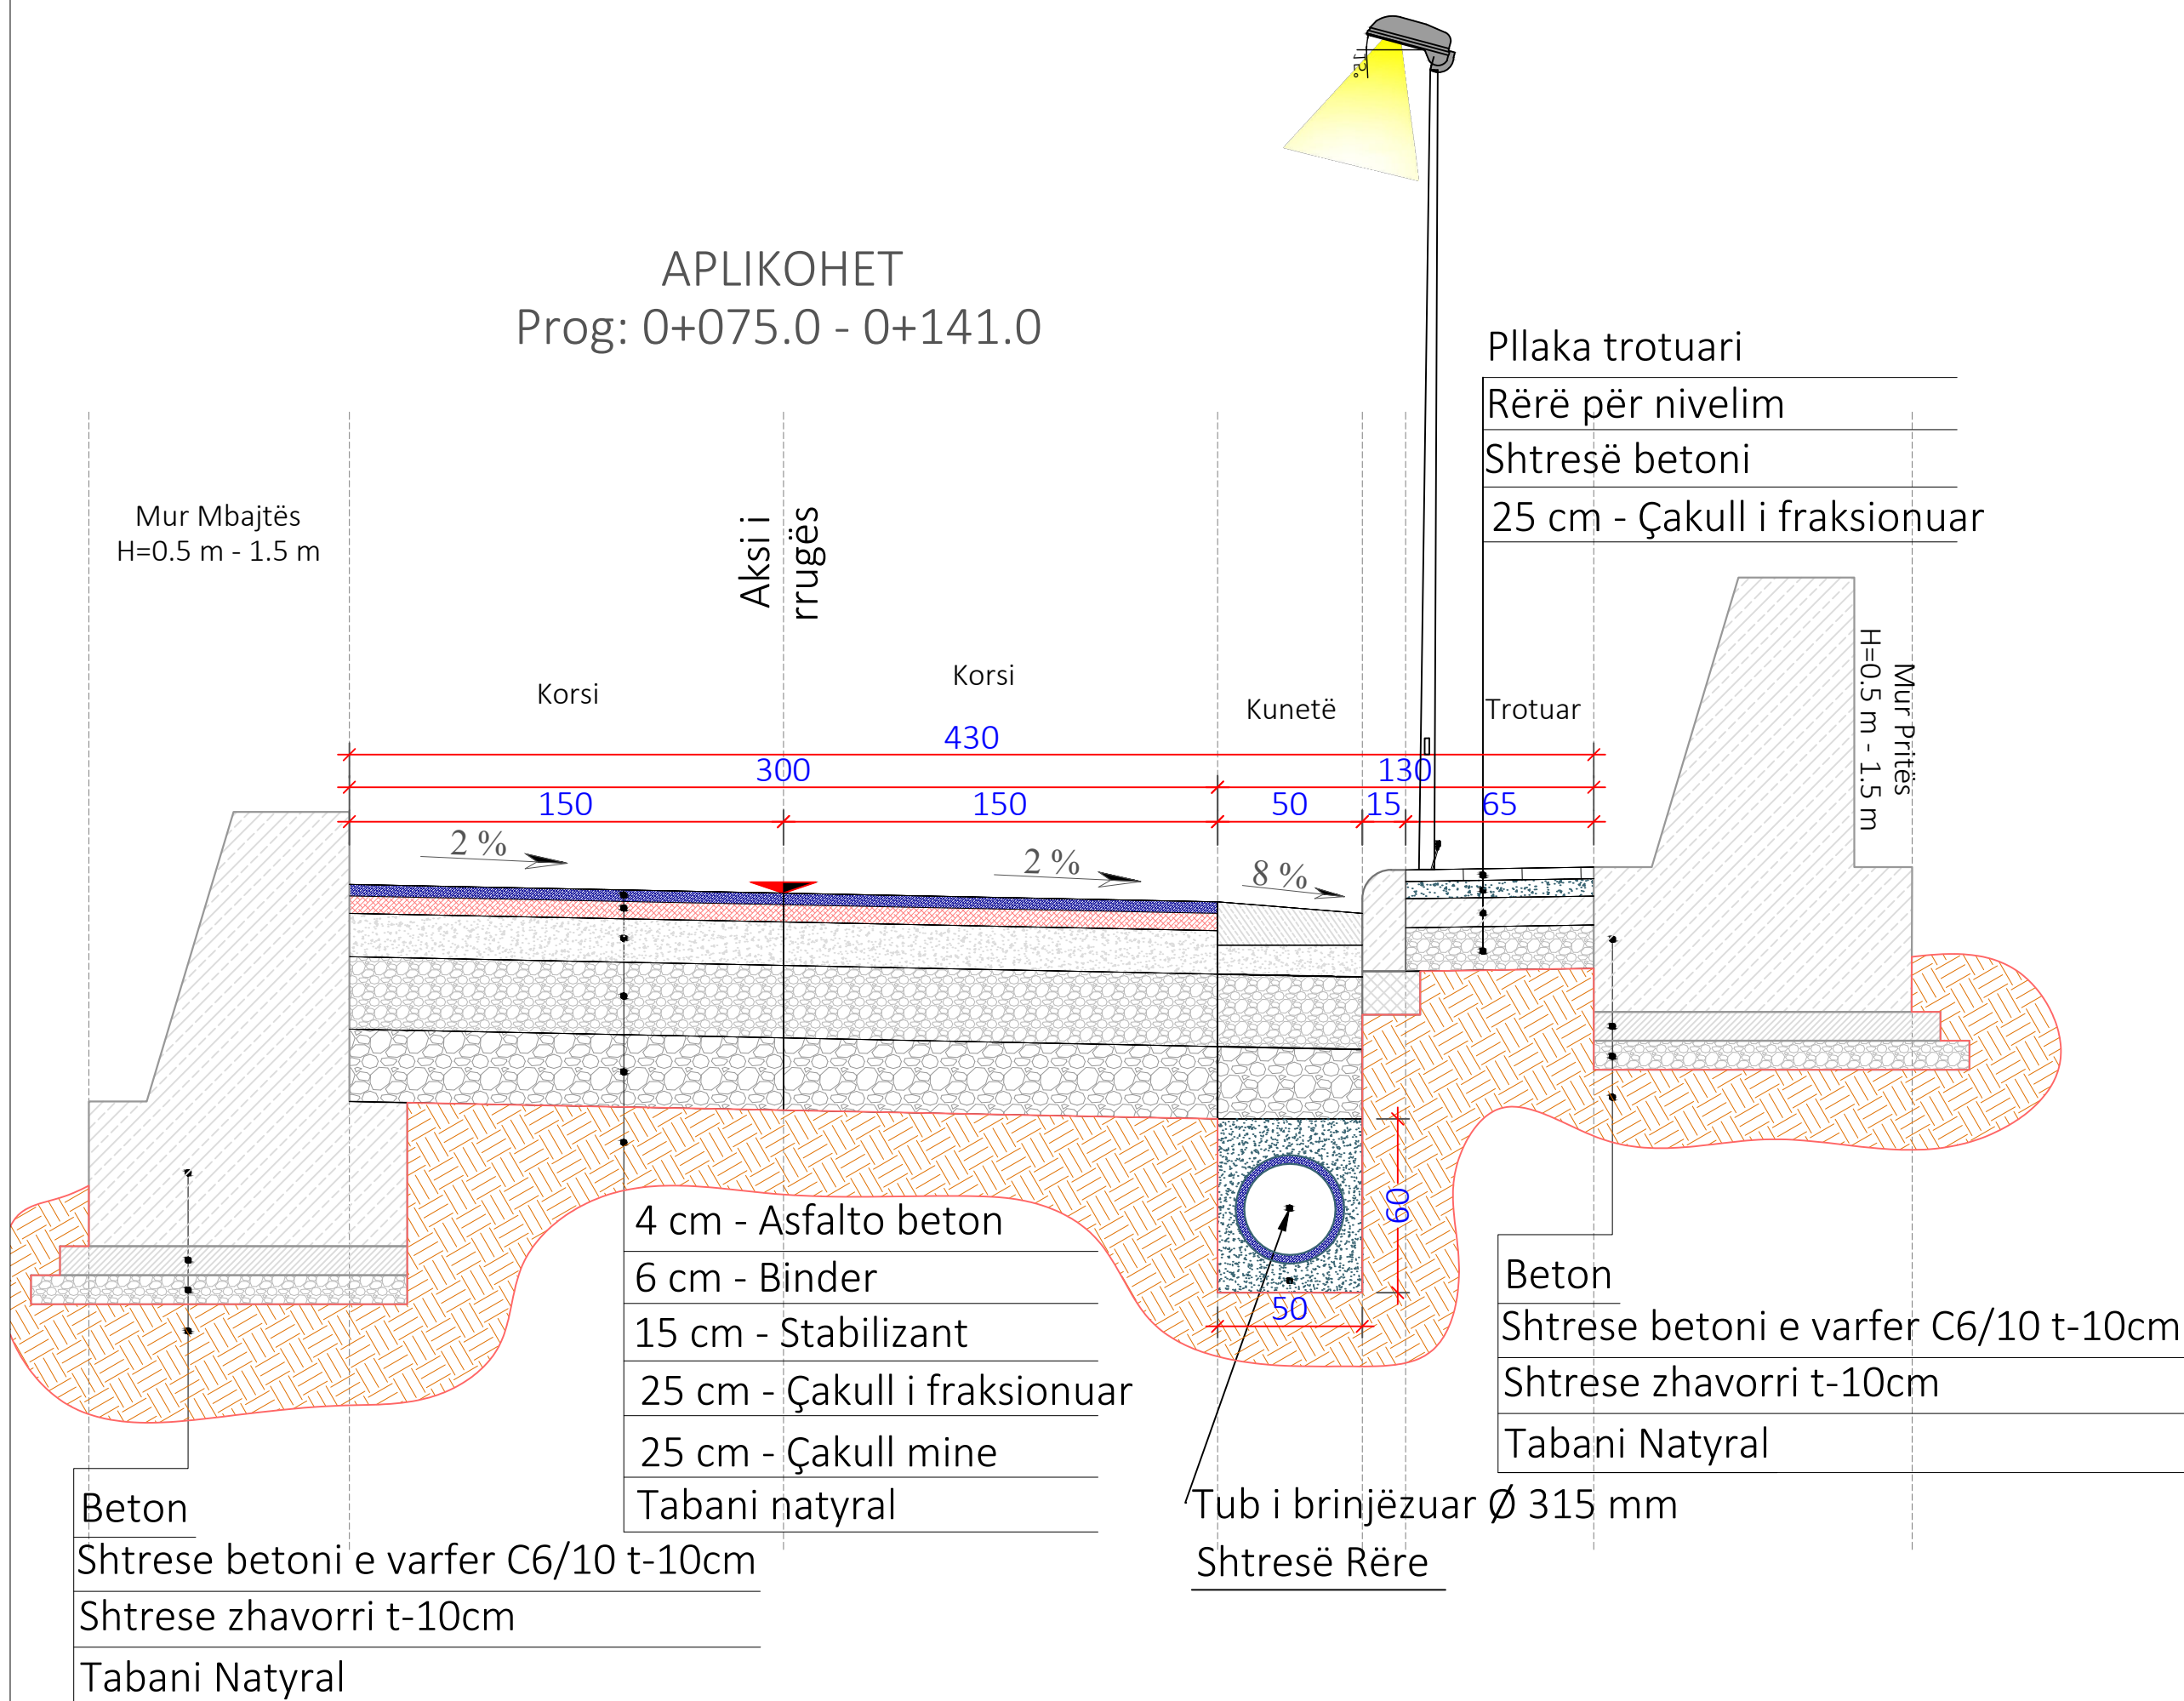 15°
APLIKOHET
Prog: 0+075.0 - 0+141.0
Pllaka trotuari
Rërë për nivelim
Shtresë betoni
25 cm - Çakull i fraksionuar
Mur Mbajtës
H=0.5 m - 1.5 m
Aksi i
rrugës
Korsi
Korsi
Kunetë
Trotuar
Mur Pritës
H=0.5 m - 1.5 m
430
300
130
150
150
50
15
65
2 %
2 %
8 %
60
50
4 cm - Asfalto beton
6 cm - Binder
15 cm - Stabilizant
25 cm - Çakull i fraksionuar
25 cm - Çakull mine
Tabani natyral
Beton
Shtrese betoni e varfer C6/10 t-10cm
Shtrese zhavorri t-10cm
Tabani Natyral
Tub i brinjëzuar Ø 315 mm
Shtresë Rëre
Beton
Shtrese betoni e varfer C6/10 t-10cm
Shtrese zhavorri t-10cm
Tabani Natyral